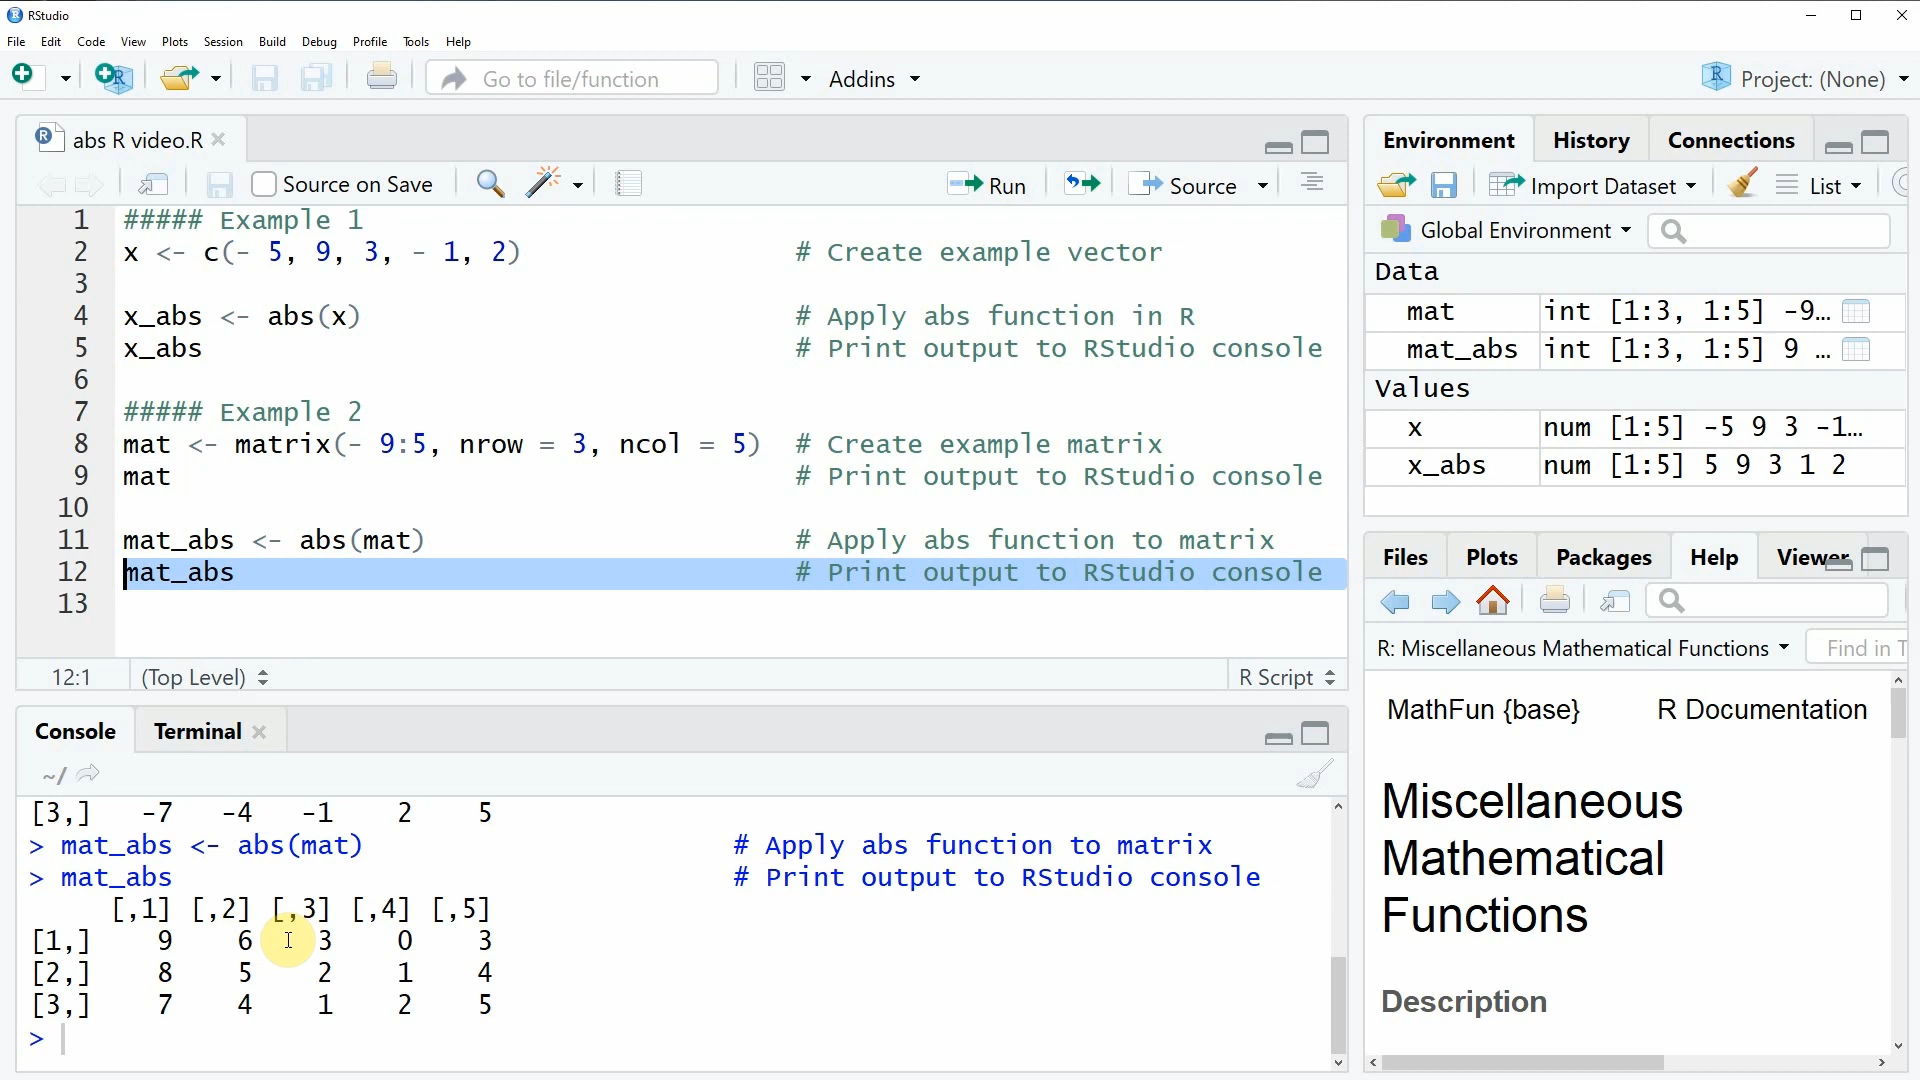 RStudio
File Edit Code View Plots Session Build Debug Profile Tools Help
Go to file/function Addins Project: (None)
abs R video.R
Source on Save Run Source
1 ##### Example 1
2 x <- c(- 5, 9, 3, - 1, 2) # Create example vector
3
4 x_abs <- abs(x) # Apply abs function in R
5 x_abs # Print output to RStudio console
6
7 ##### Example 2
8 mat <- matrix(- 9:5, nrow = 3, ncol = 5) # Create example matrix
9 mat # Print output to RStudio console
10
11 mat_abs <- abs(mat) # Apply abs function to matrix
12 mat_abs # Print output to RStudio console
13
12:1 (Top Level) R Script
Console Terminal
~/
[3,] -7 -4 -1 2 5
> mat_abs <- abs(mat) # Apply abs function to matrix
> mat_abs # Print output to RStudio console
[,1] [,2] [,3] [,4] [,5]
[1,] 9 6 3 0 3
[2,] 8 5 2 1 4
[3,] 7 4 1 2 5
>
Environment History Connections
Import Dataset List
Global Environment
Data
mat int [1:3, 1:5] -9…
mat_abs int [1:3, 1:5] 9 …
Values
x num [1:5] -5 9 3 -1…
x_abs num [1:5] 5 9 3 1 2
Files Plots Packages Help Viewer
R: Miscellaneous Mathematical Functions Find in T
MathFun {base} R Documentation
Miscellaneous
Mathematical
Functions
Description